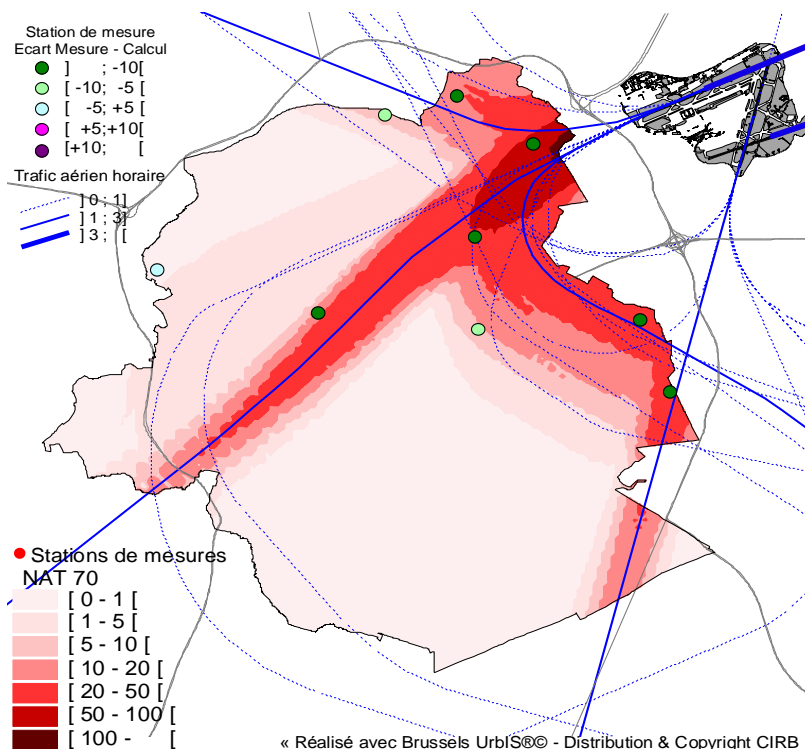 Station de mesure
Ecart Mesure - Calcul
] ; -10[
[ -10; -5[
[ -5; +5[
[ +5;+10[
[+10; [
Trafic aérien horaire
] 0 ; 1]
] 1 ; 3]
] 3 ; [
Stations de mesures
NAT 70
[ 0 - 1 [
[ 1 - 5 [
[ 5 - 10 [
[ 10 - 20 [
[ 20 - 50 [
[ 50 - 100 [
[ 100 - [
« Réalisé avec Brussels UrbIS®© - Distribution & Copyright CIRB